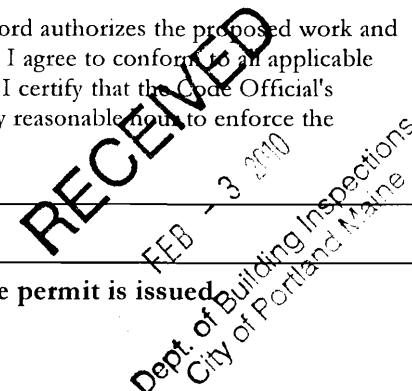 ord authorizes the proposed work and
I agree to conform to all applicable
I certify that the Code Official's
y reasonable hour to enforce the
RECEIVED
FEB - 3 2010
e permit is issued.
Dept. of Building Inspections
City of Portland Maine